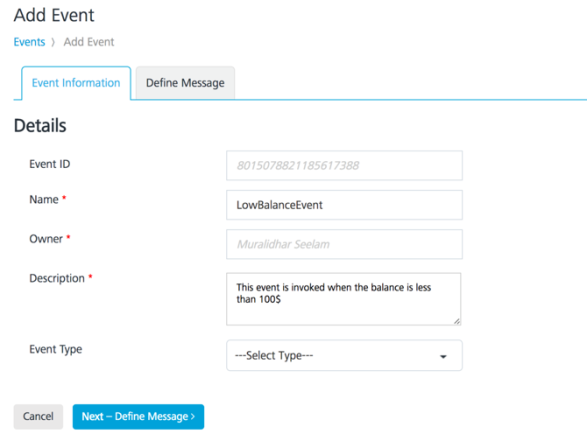 Add Event
Events > Add Event
Event Information Define Message
Details
Event ID 8015078821185617388
Name * LowBalanceEvent
Owner * Muralidhar Seelam
Description * This event is invoked when the balance is less
than 100$
Event Type ---Select Type---
Cancel Next – Define Message >